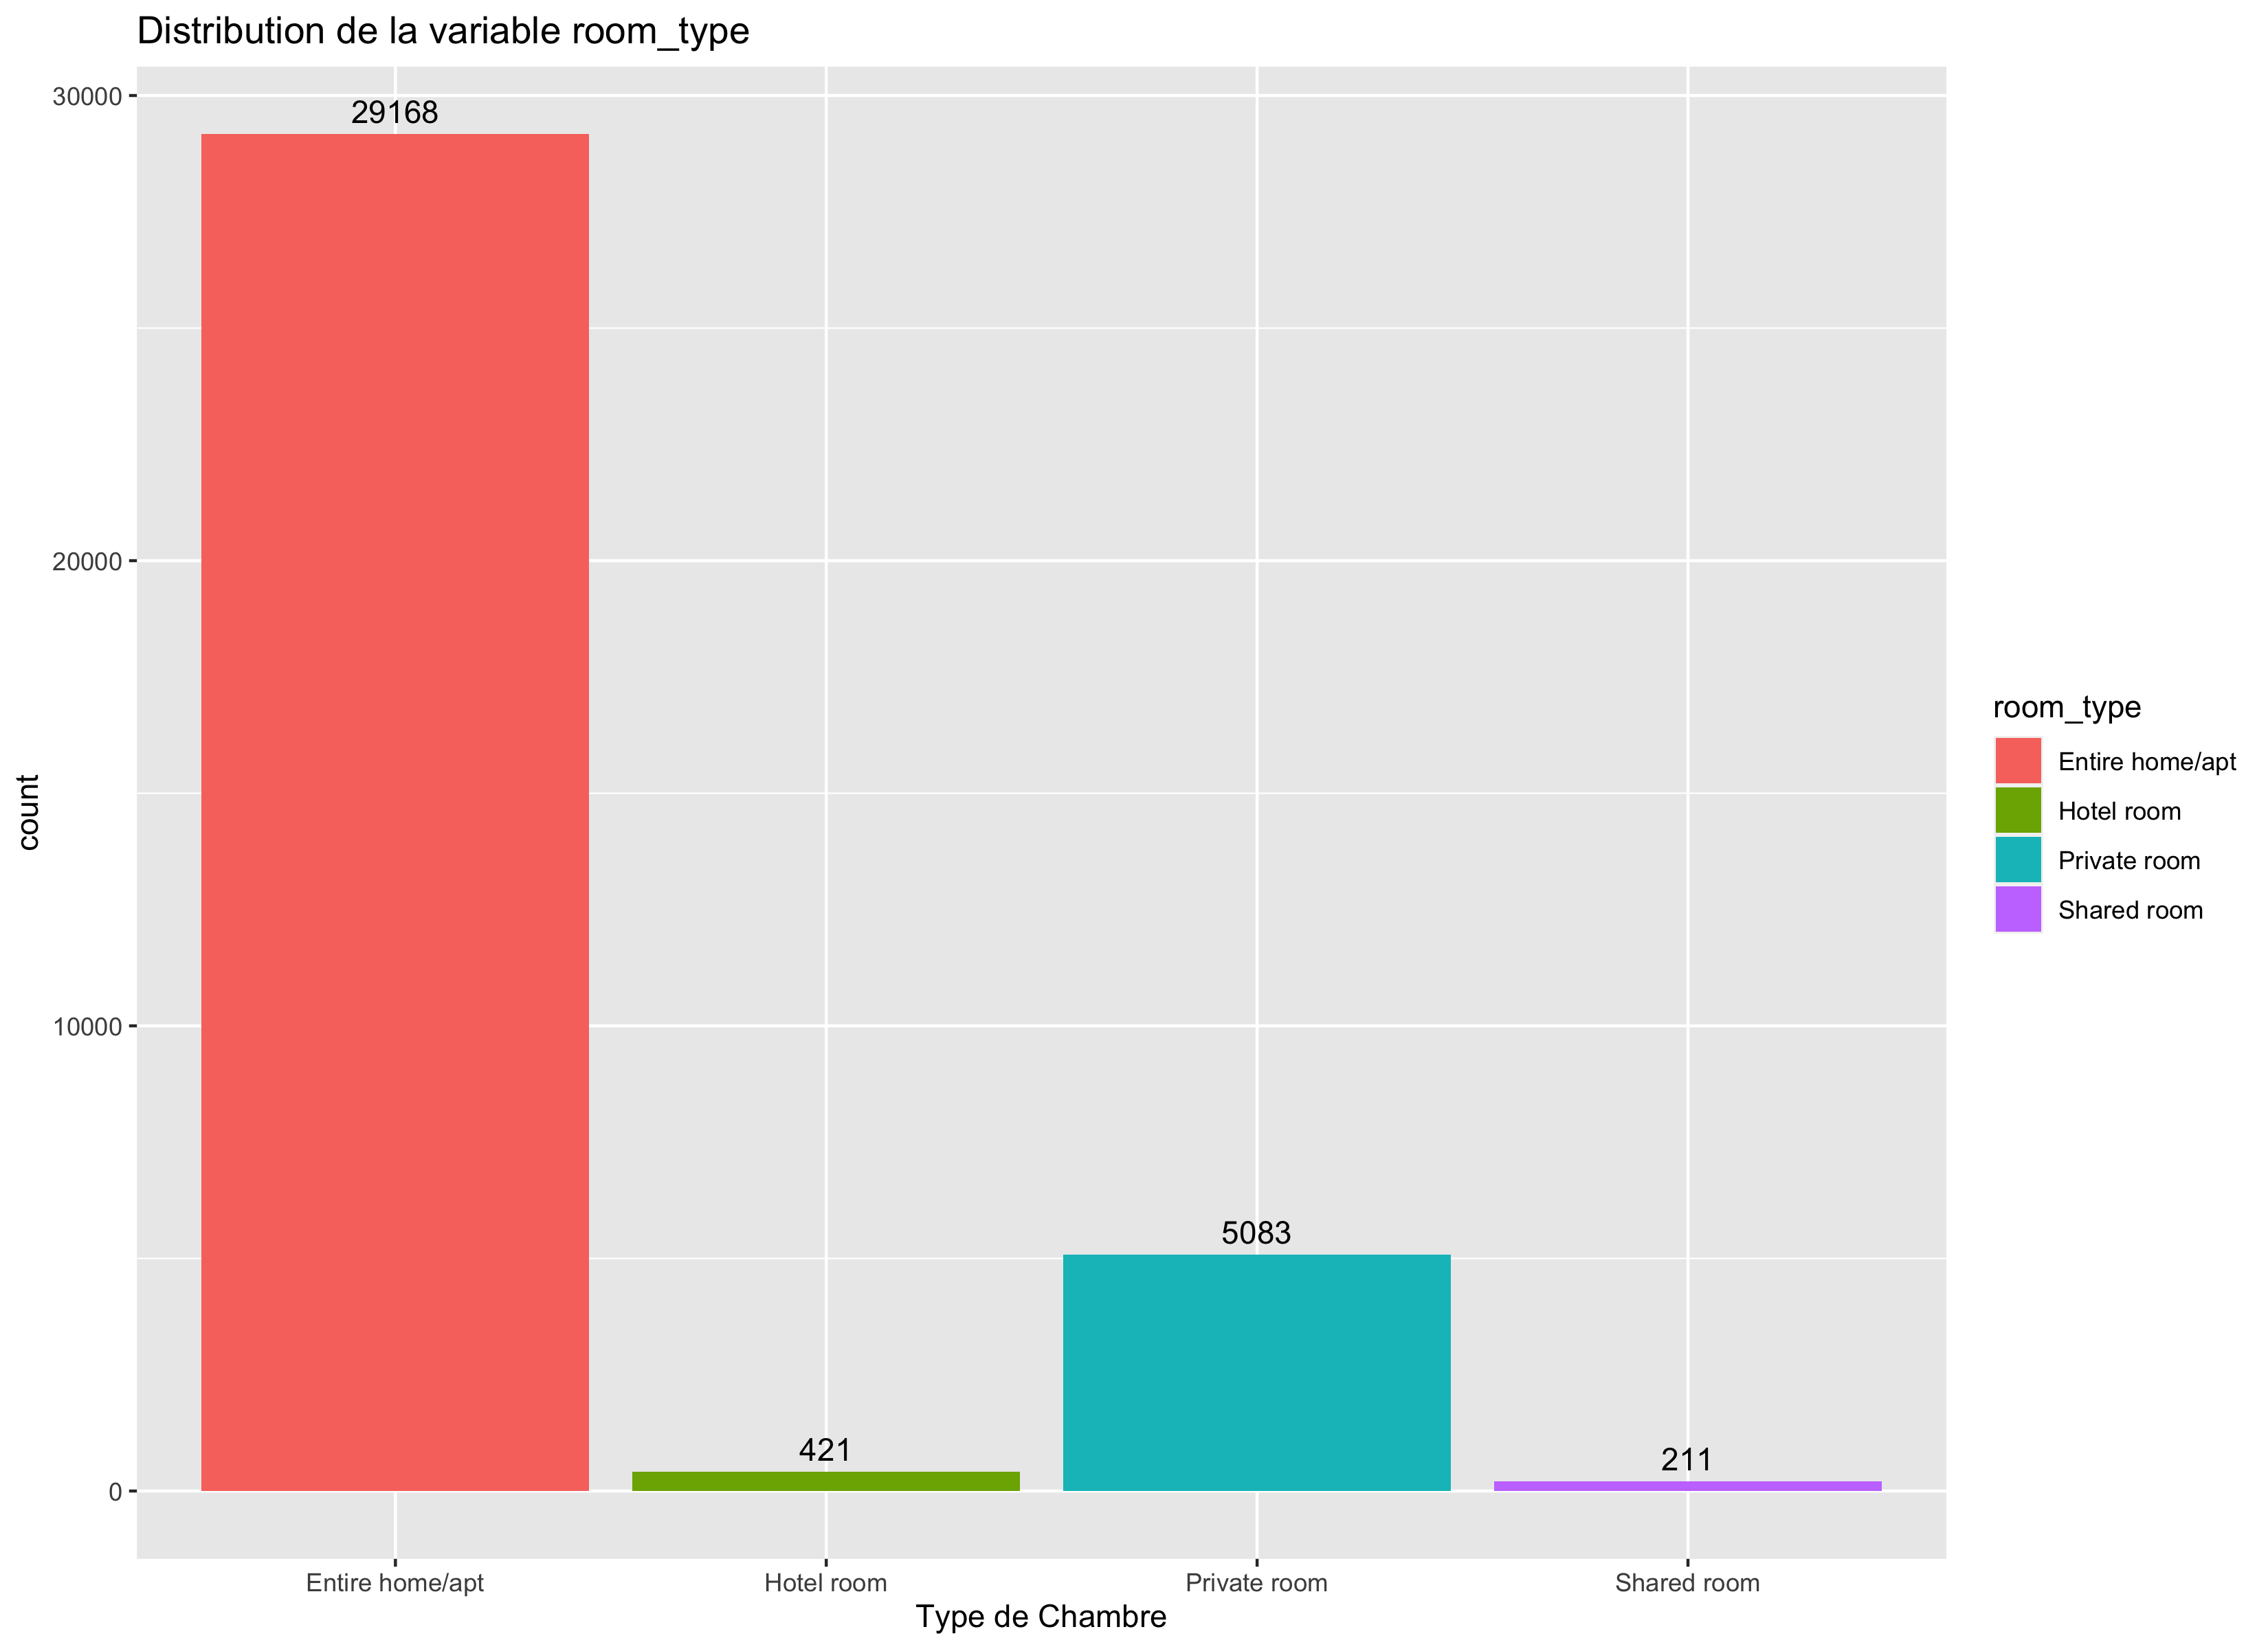 Distribution de la variable room_type
30000
20000
10000
0
count
29168
421
5083
211
Entire home/apt
Hotel room
Private room
Shared room
Type de Chambre
room_type
Entire home/apt
Hotel room
Private room
Shared room